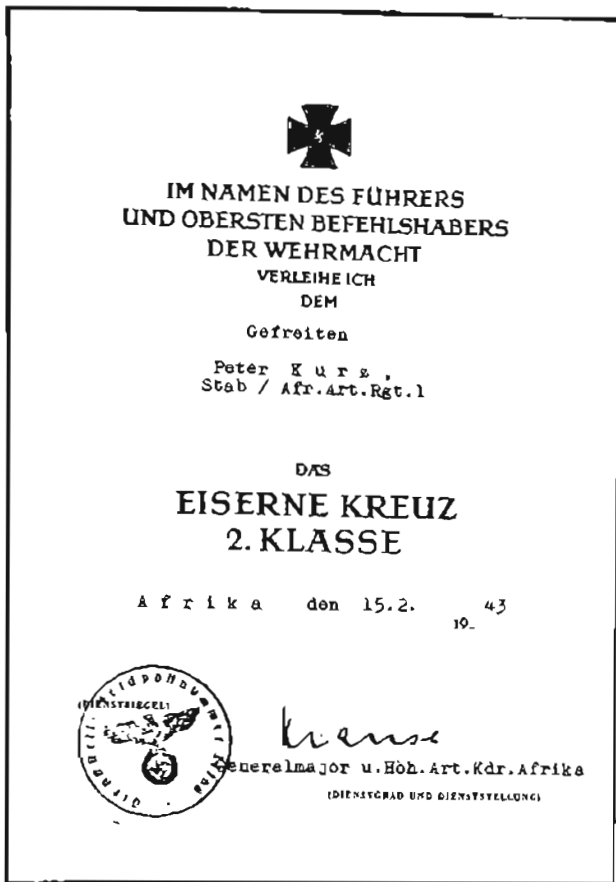 IM NAMEN DES FÜHRERS
UND OBERSTEN BEFEHLSHABERS
DER WEHRMACHT
VERLEIHE ICH
DEM
Gefreiten
Peter K u r z ,
Stab / Afr.Art.Rgt.1
DAS
EISERNE KREUZ
2. KLASSE
A f r i k a den 15.2. 19 43
(DIENSTSIEGEL)
Feldpostnummer
Krause
Generalmajor u.Höh.Art.Kdr.Afrika
(DIENSTGRAD UND DIENSTSTELLUNG)